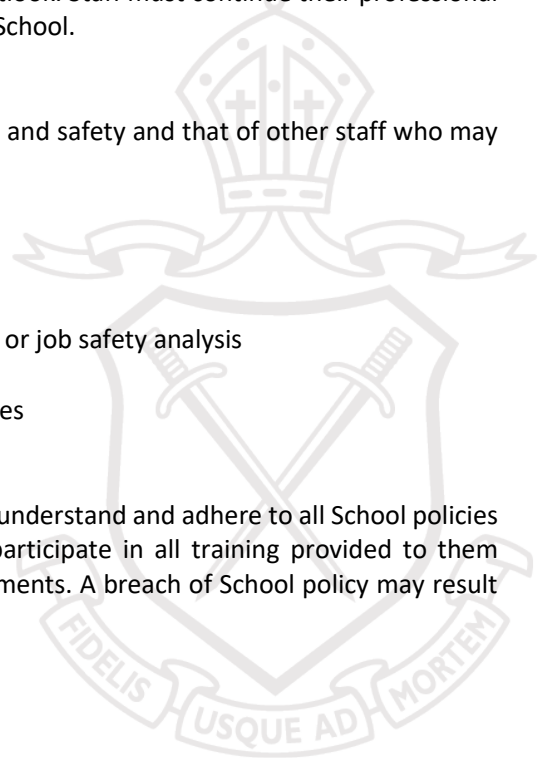 Staff must continue their professional
School.
and safety and that of other staff who may
or job safety analysis
es
understand and adhere to all School policies
participate in all training provided to them
ments. A breach of School policy may result
FIDELIS
USQUE AD
MORTEM